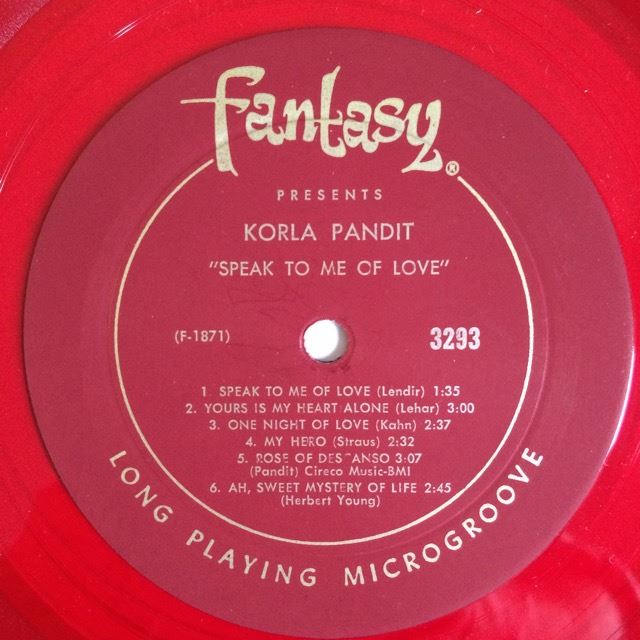 fantasy ®
PRESENTS
KORLA PANDIT
"SPEAK TO ME OF LOVE"
(F-1871)
3293
1 SPEAK TO ME OF LOVE (Lendir) 1:35
2. YOURS IS MY HEART ALONE (Lehar) 3:00
3. ONE NIGHT OF LOVE (Kahn) 2:37
4. MY HERO (Straus) 2:32
5. ROSE OF 3:07
(Pandit) Cireco Music-BMI
6. AH, SWEET MYSTERY OF LIFE 2:45
(Herbert Young)
LONG PLAYING MICROGROOVE